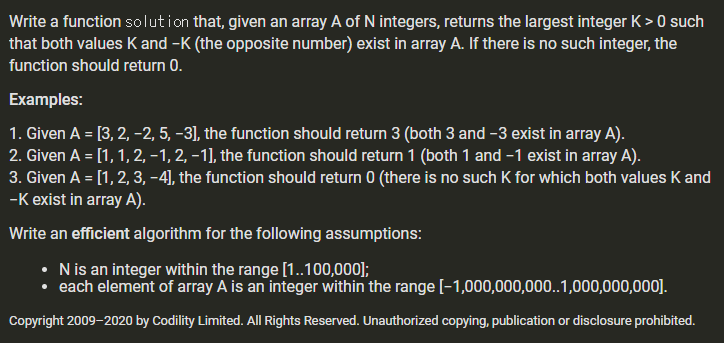 Write a function solution that, given an array A of N integers, returns the largest integer K > 0 such
that both values K and −K (the opposite number) exist in array A. If there is no such integer, the
function should return 0.
Examples:
1. Given A = [3, 2, −2, 5, −3], the function should return 3 (both 3 and −3 exist in array A).
2. Given A = [1, 1, 2, −1, 2, −1], the function should return 1 (both 1 and −1 exist in array A).
3. Given A = [1, 2, 3, −4], the function should return 0 (there is no such K for which both values K and
−K exist in array A).
Write an efficient algorithm for the following assumptions:
• N is an integer within the range [1..100,000];
• each element of array A is an integer within the range [−1,000,000,000..1,000,000,000].
Copyright 2009–2020 by Codility Limited. All Rights Reserved. Unauthorized copying, publication or disclosure prohibited.